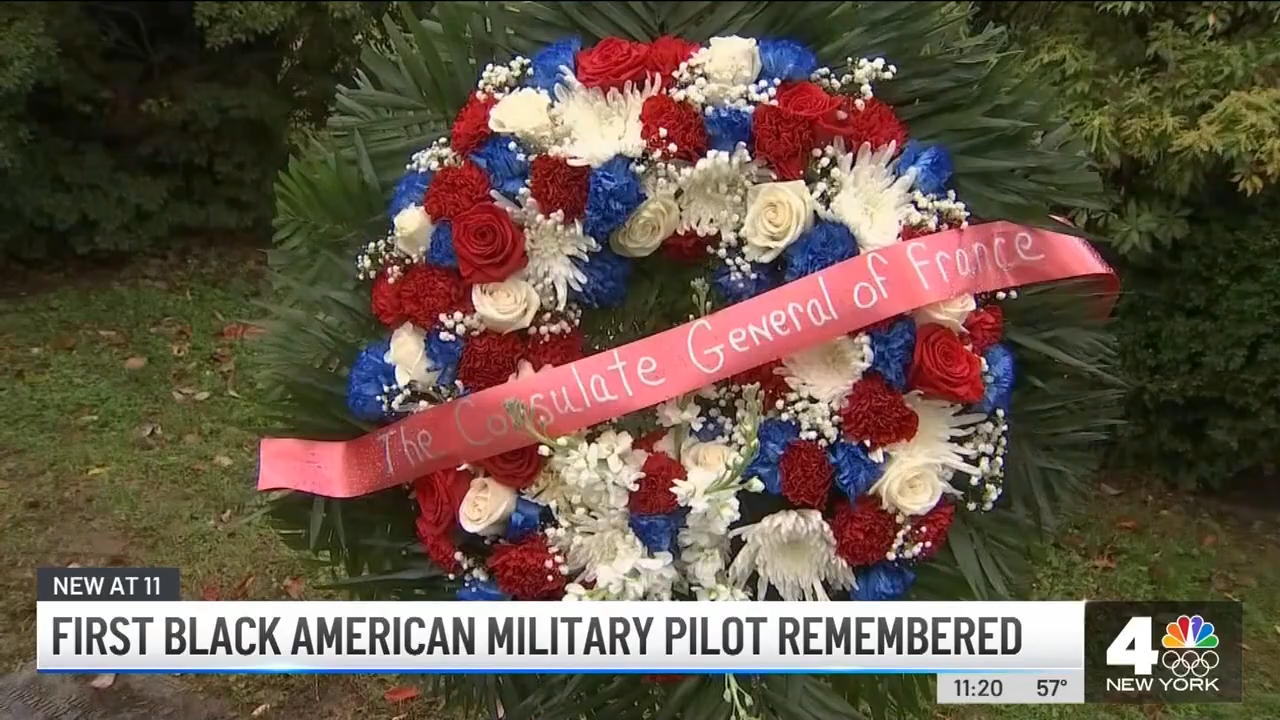 The Consulate General of France
NEW AT 11
FIRST BLACK AMERICAN MILITARY PILOT REMEMBERED
4
NEW YORK
11:20 57°